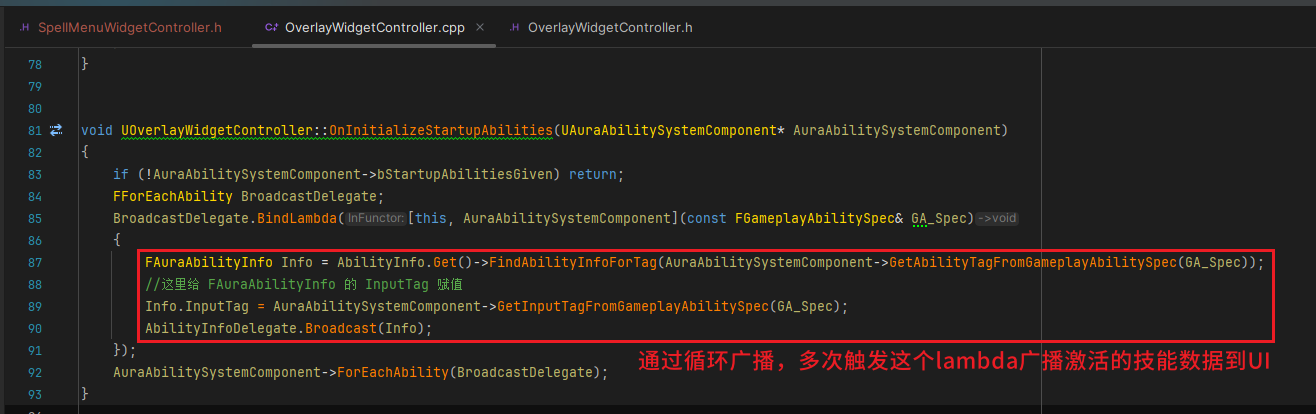 .H SpellMenuWidgetController.h C++ OverlayWidgetController.cpp × .H OverlayWidgetController.h
78 }
79
80
81 void UOverlayWidgetController::OnInitializeStartupAbilities(UAuraAbilitySystemComponent* AuraAbilitySystemComponent)
82 {
83 if (!AuraAbilitySystemComponent->bStartupAbilitiesGiven) return;
84 FForEachAbility BroadcastDelegate;
85 BroadcastDelegate.BindLambda( InFunctor: [this, AuraAbilitySystemComponent](const FGameplayAbilitySpec& GA_Spec) ->void
86 {
87 FAuraAbilityInfo Info = AbilityInfo.Get()->FindAbilityInfoForTag(AuraAbilitySystemComponent->GetAbilityTagFromGameplayAbilitySpec(GA_Spec));
88 //这里给 FAuraAbilityInfo 的 InputTag 赋值
89 Info.InputTag = AuraAbilitySystemComponent->GetInputTagFromGameplayAbilitySpec(GA_Spec);
90 AbilityInfoDelegate.Broadcast(Info);
91 });
通过循环广播，多次触发这个lambda广播激活的技能数据到UI
92 AuraAbilitySystemComponent->ForEachAbility(BroadcastDelegate);
93 }